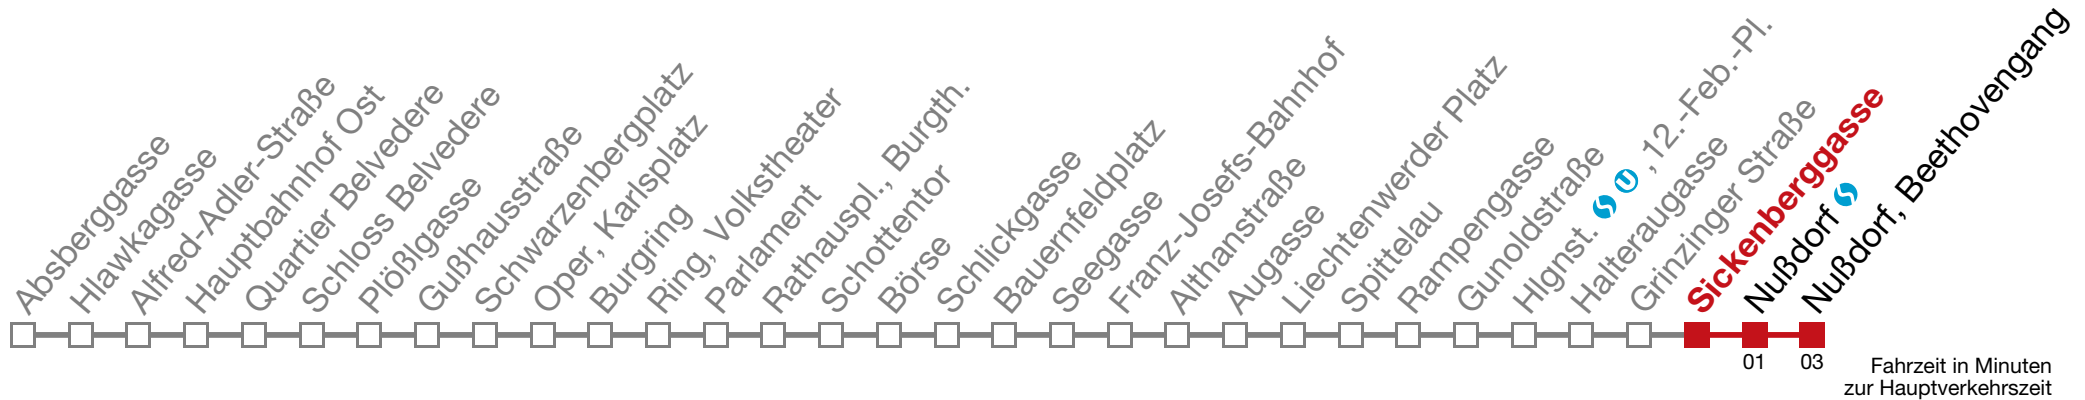 Absberggasse
Hlawkagasse
Alfred-Adler-Straße
Hauptbahnhof Ost
Quartier Belvedere
Schloss Belvedere
Plößlgasse
Gußhausstraße
Schwarzenbergplatz
Oper, Karlsplatz
Burgring
Ring, Volkstheater
Parlament
Rathauspl., Burgth.
Schottentor
Börse
Schlickgasse
Bauernfeldplatz
Seegasse
Franz-Josefs-Bahnhof
Althanstraße
Augasse
Liechtenwerder Platz
Spittelau
Rampengasse
Gunoldstraße
Hlgnst. S U , 12.-Feb.-Pl.
Halteraugasse
Grinzinger Straße
Sickenberggasse
Nußdorf S
Nußdorf, Beethovengang
01
03
Fahrzeit in Minuten
zur Hauptverkehrszeit